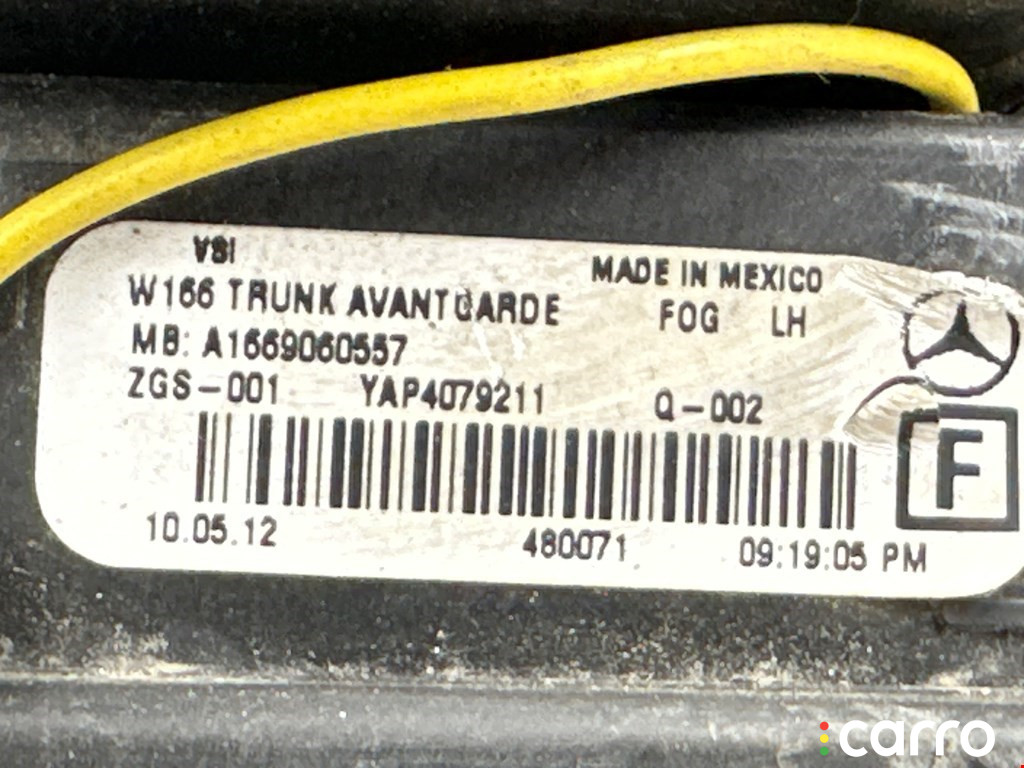 VSI
MADE IN MEXICO
W166 TRUNK AVANTGARDE
FOG LH
MB: A1669060557
ZGS-001 YAP4079211 Q-002
F
10.05.12 480071 09:19:05 PM
carro